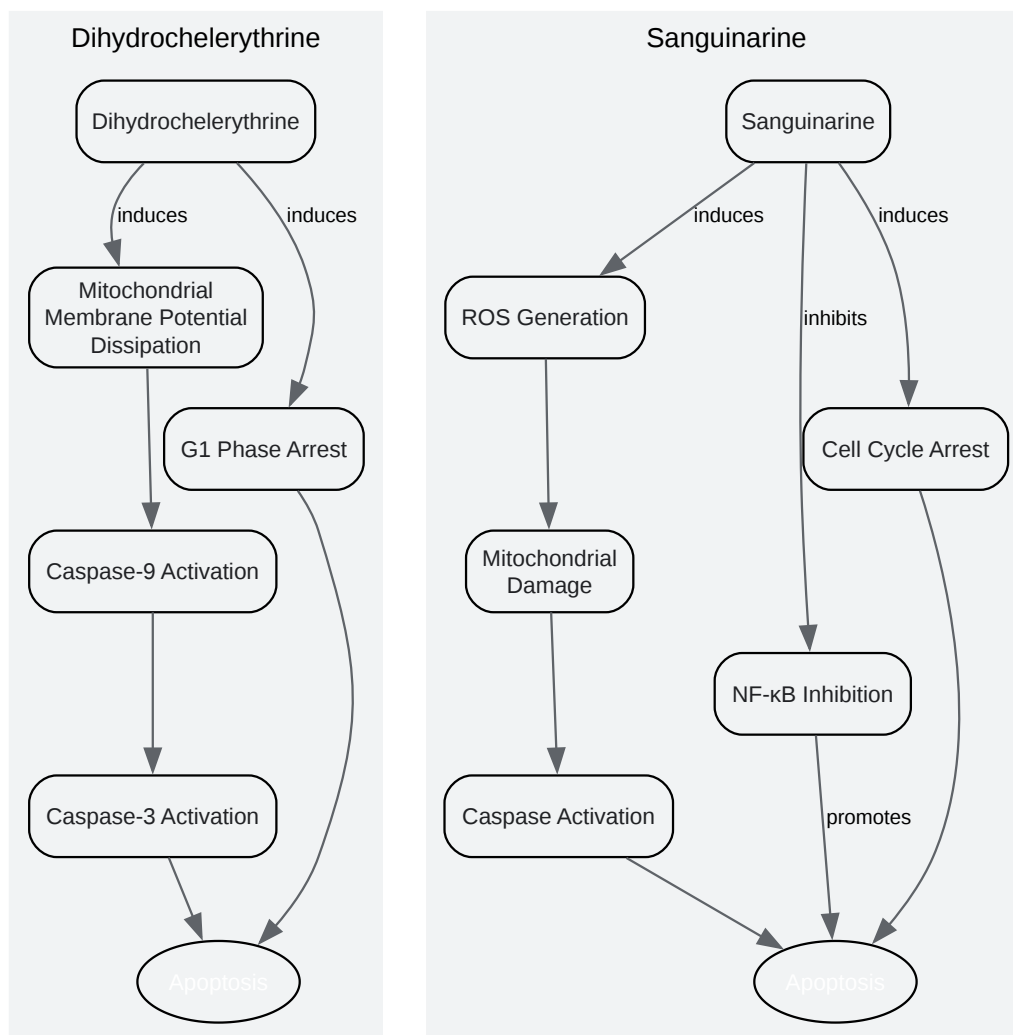 Dihydrochelerythrine
Dihydrochelerythrine
induces
induces
Mitochondrial
Membrane Potential
Dissipation
G1 Phase Arrest
Caspase-9 Activation
Caspase-3 Activation
Apoptosis
Sanguinarine
Sanguinarine
induces
inhibits
induces
ROS Generation
Cell Cycle Arrest
Mitochondrial
Damage
NF-κB Inhibition
Caspase Activation
promotes
Apoptosis